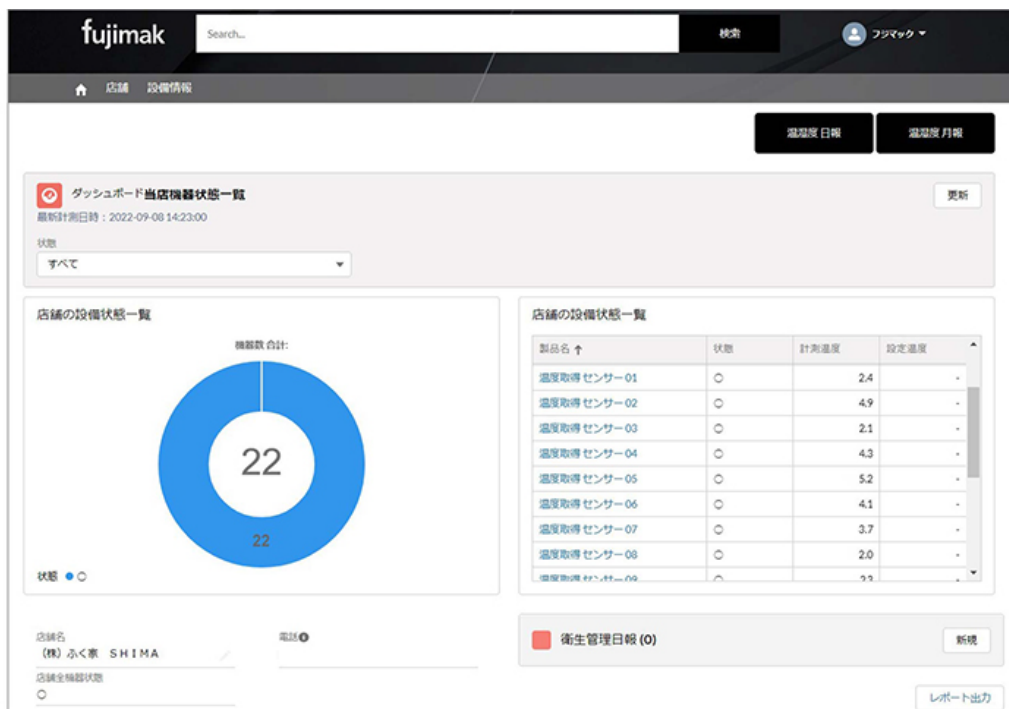 fujimak
Search...
検索
フジマック
店舗 設備情報
温湿度 日報
温湿度 月報
ダッシュボード当店機器状態一覧
最新計測日時:2022-09-08 14:23:00
更新
状態
すべて
店舗の設備状態一覧
機器数 合計:
22
22
状態 ○
店舗の設備状態一覧
製品名 ↑ 状態 計測温度 設定温度
温度取得センサー01 ○ 2.4 -
温度取得センサー02 ○ 4.9 -
温度取得センサー03 ○ 2.1 -
温度取得センサー04 ○ 4.3 -
温度取得センサー05 ○ 5.2 -
温度取得センサー06 ○ 4.1 -
温度取得センサー07 ○ 3.7 -
温度取得センサー08 ○ 2.0 -
温度取得センサー09 ○ -
店舗名
(株)ふく家 SHIMA
電話
店舗全機器状態
○
衛生管理日報 (0)
新規
レポート出力